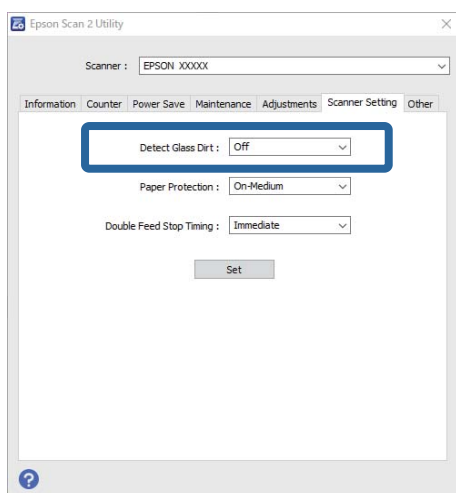 Epson Scan 2 Utility
Scanner : EPSON XXXXX
Information Counter Power Save Maintenance Adjustments Scanner Setting Other
Detect Glass Dirt : Off
Paper Protection : On-Medium
Double Feed Stop Timing : Immediate
Set
?